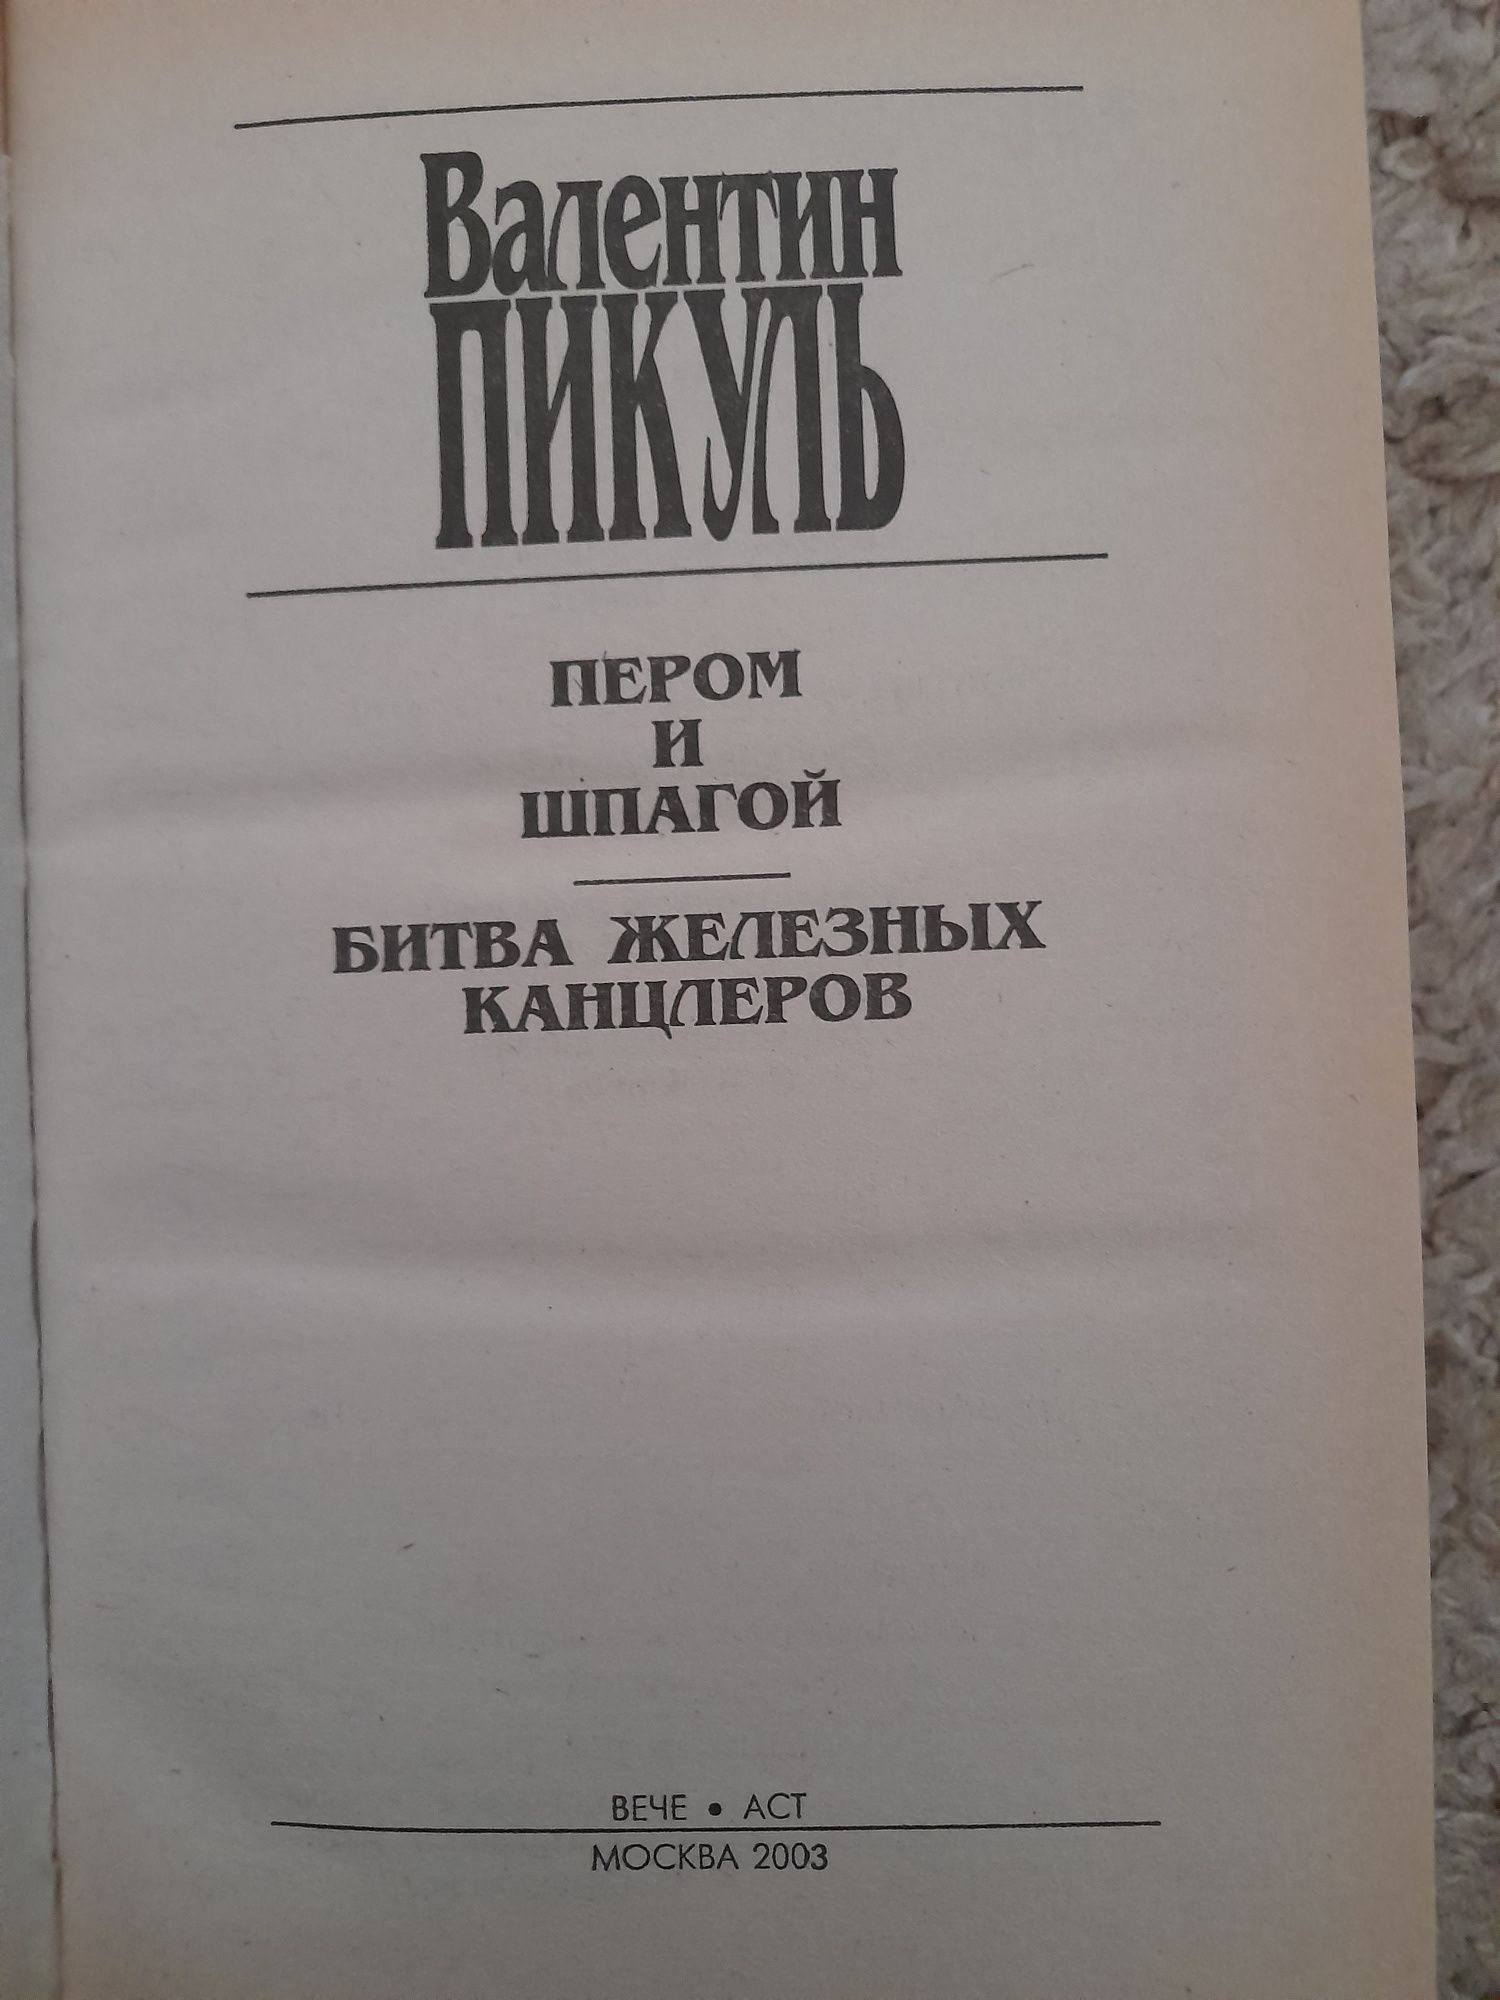 Валентин
ПИКУЛЬ
ПЕРОМ
И
ШПАГОЙ
БИТВА ЖЕЛЕЗНЫХ
КАНЦЛЕРОВ
ВЕЧЕ • АСТ
МОСКВА 2003